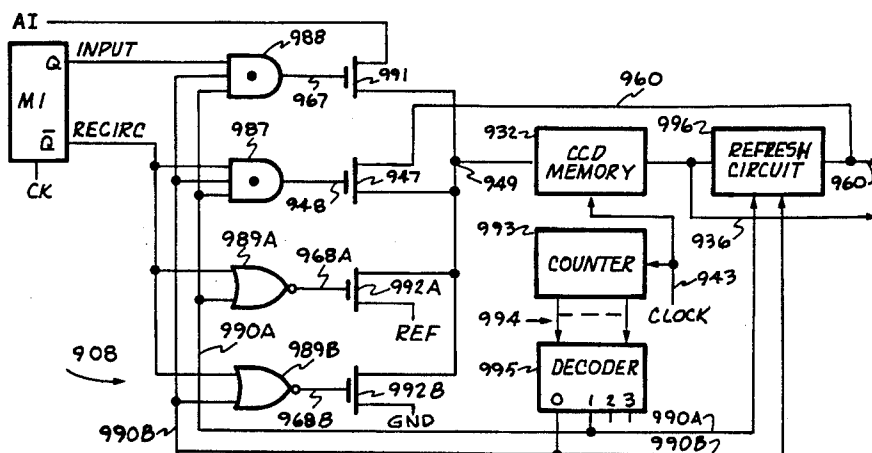 AI
988
INPUT
Q
991
967
960
MI
RECIRC
987
932
996
Q
CCD
MEMORY
REFRESH
CIRCUIT
CK
948
947
949
960
993
936
989A
968A
COUNTER
992A
943
REF
994
CLOCK
990A
908
989B
995
DECODER
992B
0 1 2 3
968B
GND
990A
990B
990B